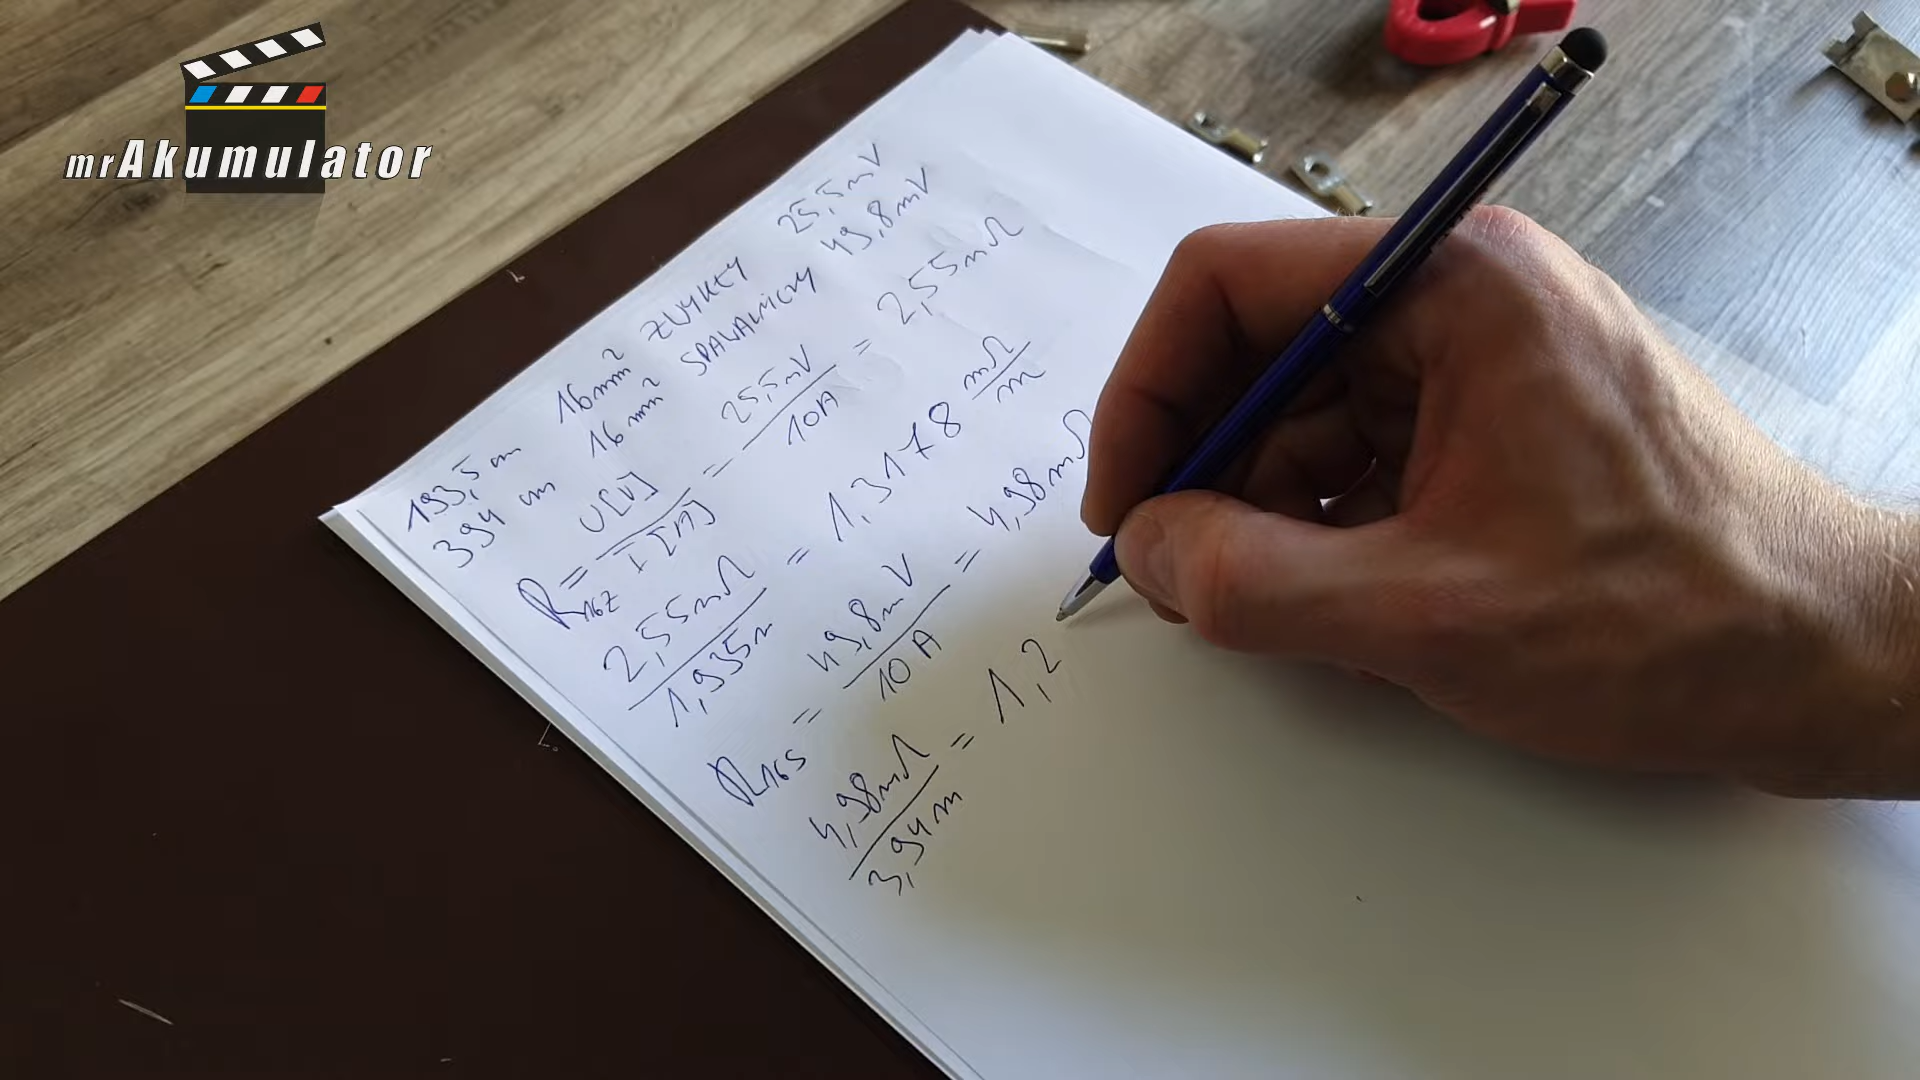 mrAkumulator
193,5 cm 16mm² ZWYKŁY 25,5mV
394 cm 16mm² SPAWALNICZY 49,8mV
R16Z = U[V] / I[A] = 25,5mV / 10A = 2,55mΩ
2,55mΩ / 1,935m = 1,3178 mΩ / m
R16S = 49,8mV / 10A = 4,98mΩ
4,98mΩ / 3,94m = 1,2